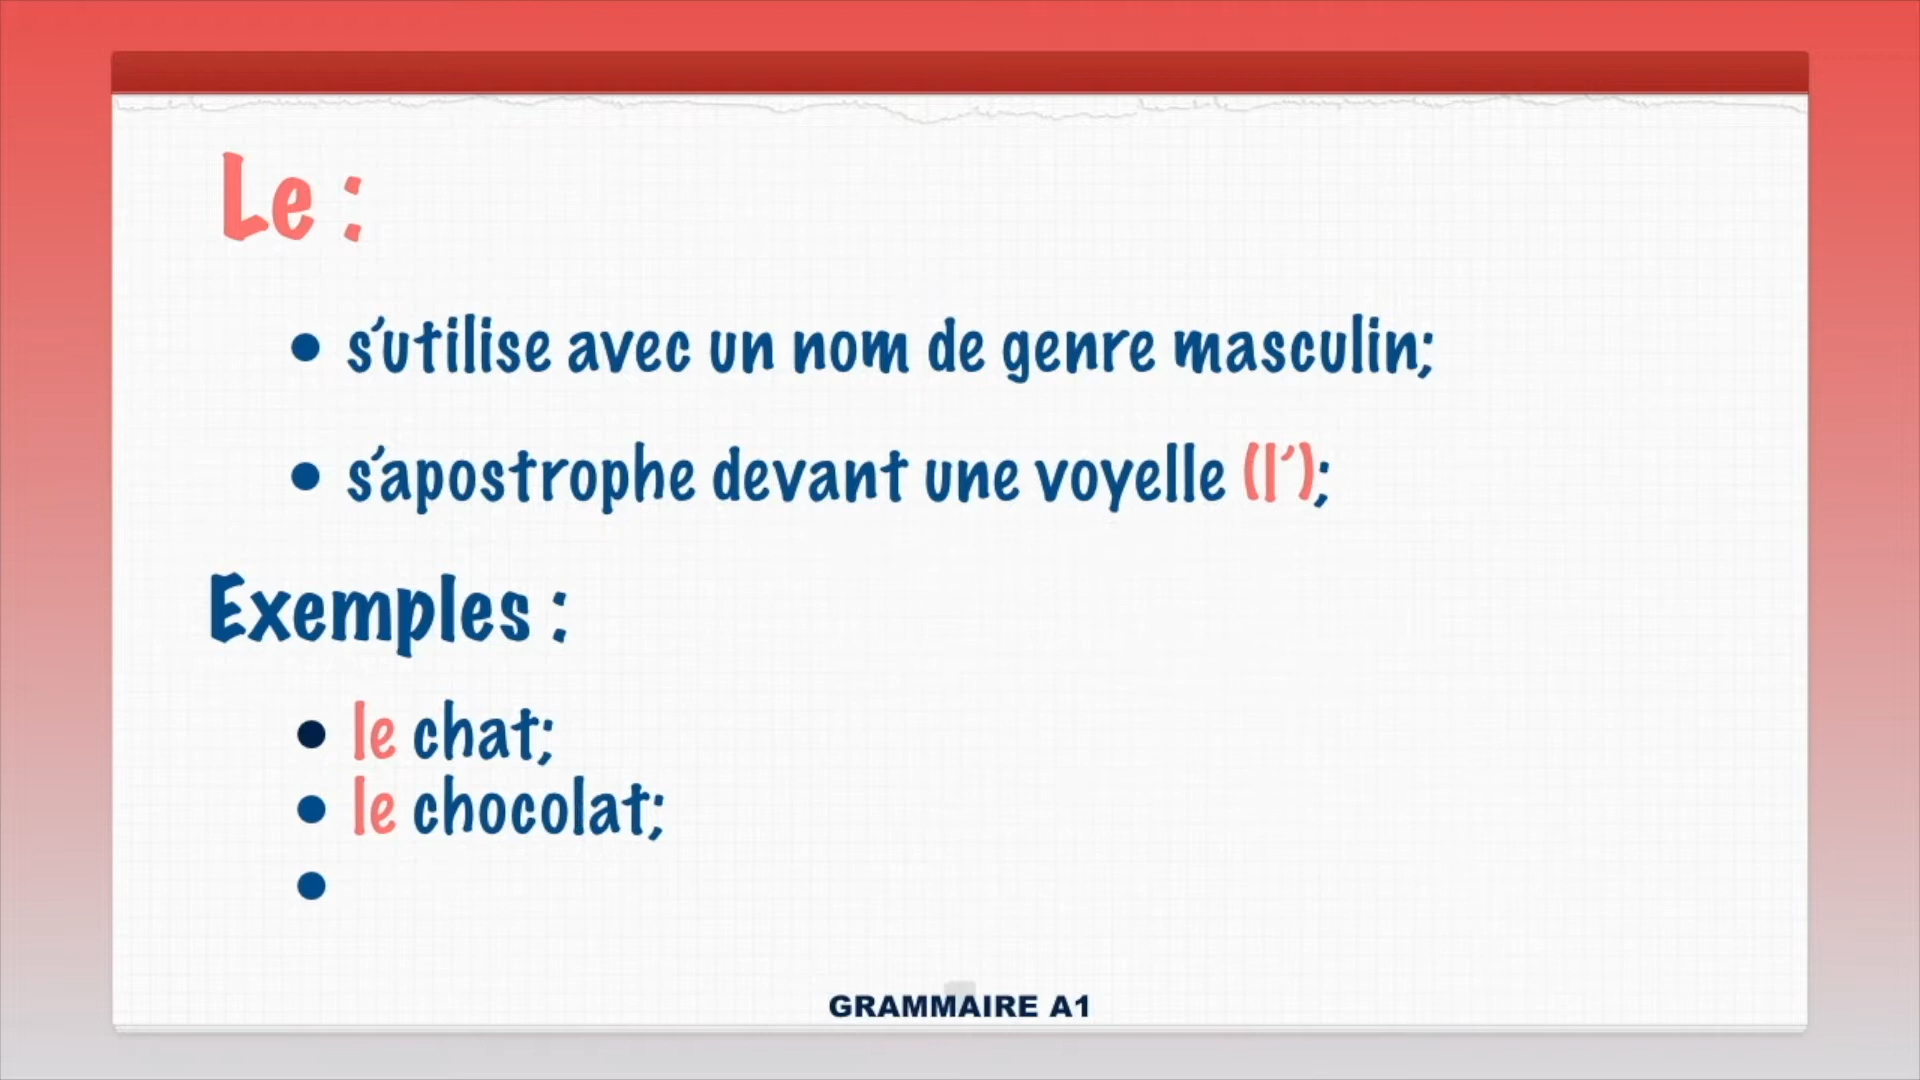 Le :
• s'utilise avec un nom de genre masculin;
• s'apostrophe devant une voyelle (l');
Exemples :
• le chat;
• le chocolat;
•
GRAMMAIRE A1